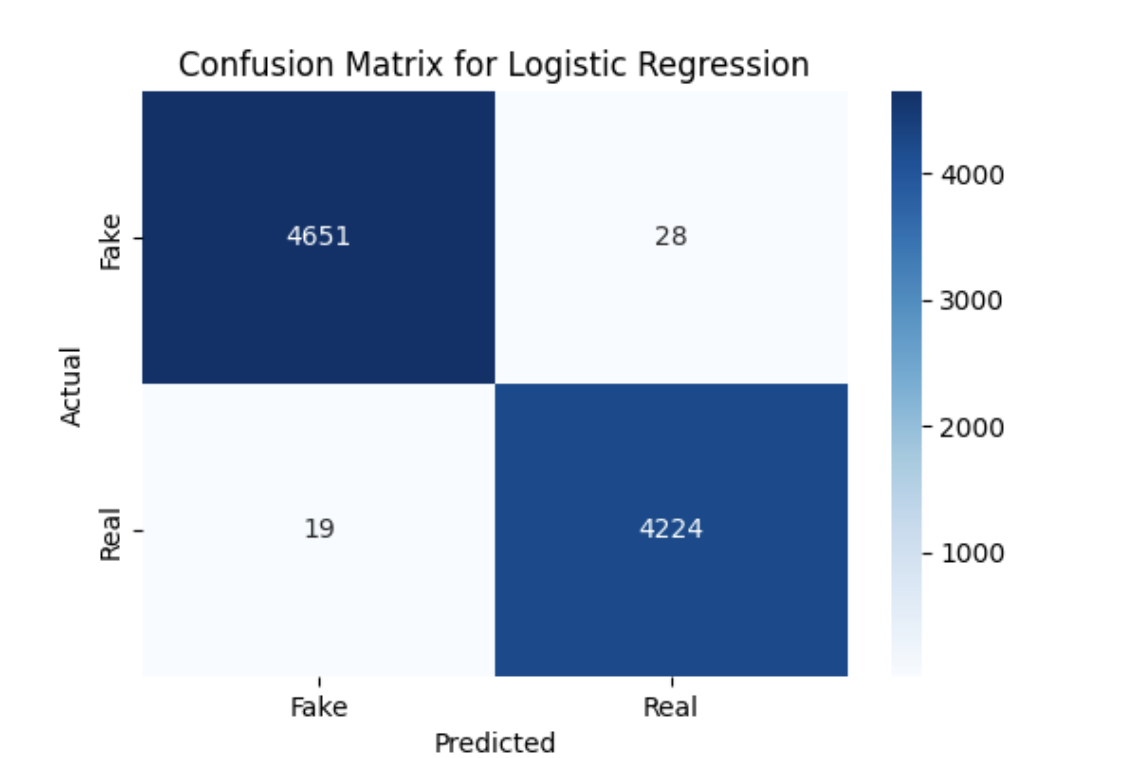 Confusion Matrix for Logistic Regression
Actual
Fake
4651
28
Real
19
4224
Fake
Real
Predicted
4000
3000
2000
1000